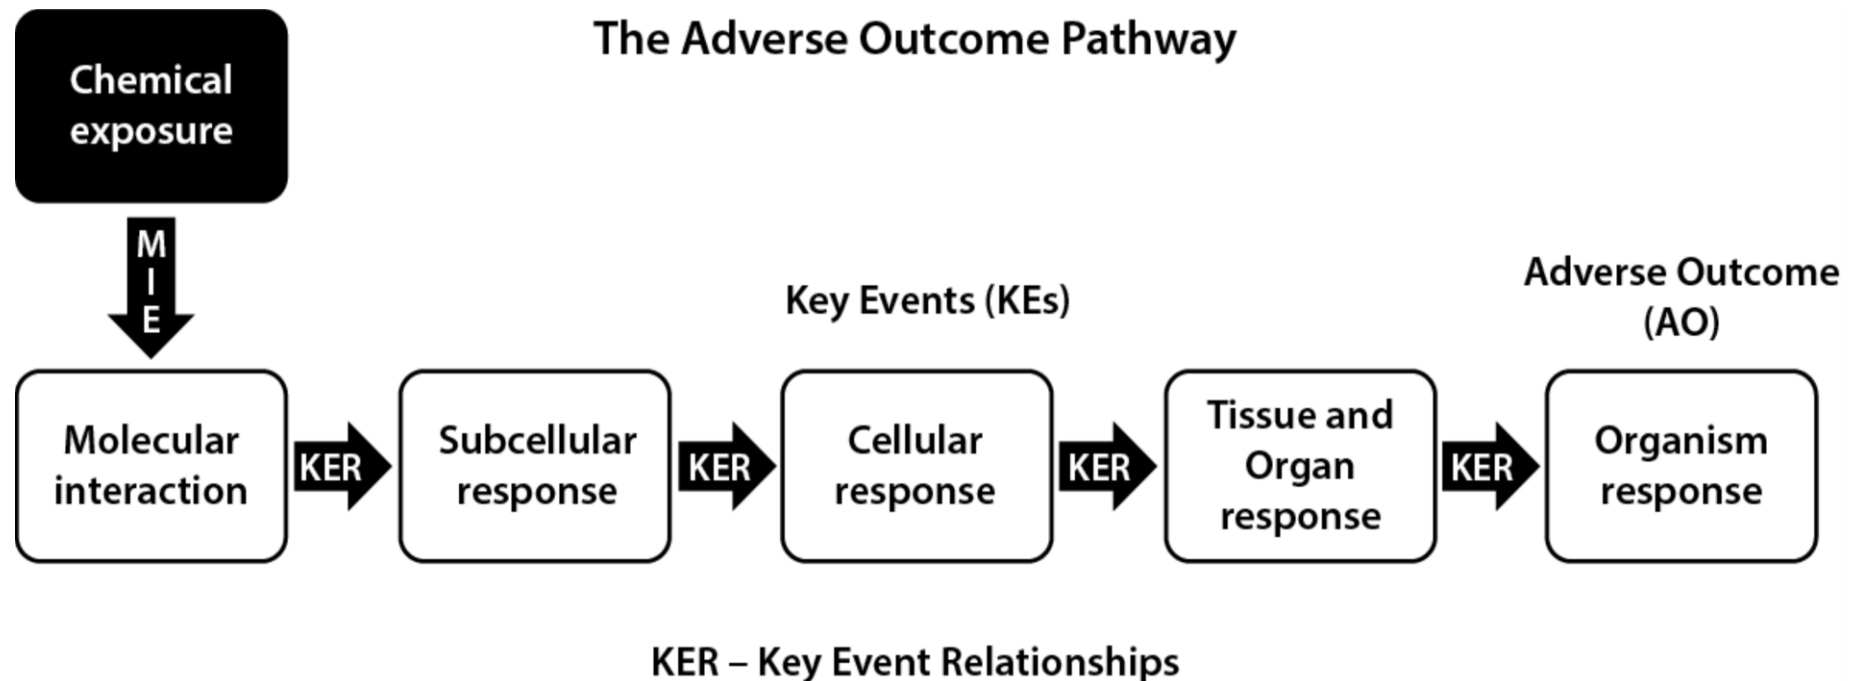 The Adverse Outcome Pathway
Chemical
exposure
M
I
E
Key Events (KEs)
Adverse Outcome
(AO)
Molecular
interaction
KER
Subcellular
response
KER
Cellular
response
KER
Tissue and
Organ
response
KER
Organism
response
KER – Key Event Relationships